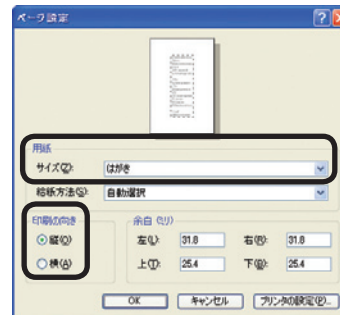 ページ設定
用紙
サイズ(Z): はがき
給紙方法(S): 自動選択
印刷の向き
縦(O)
横(A)
余白 (ミリ)
左(L): 31.8 右(R): 31.8
上(T): 25.4 下(B): 25.4
OK キャンセル プリンタの設定(P)...